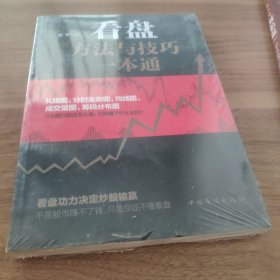 看盘
方法与技巧
一本通
K线图、分时走势图、均线图、
成交量图、筹码分布图
看盘功力决定炒股输赢
不是股市赚不了钱，只是你还不懂看盘